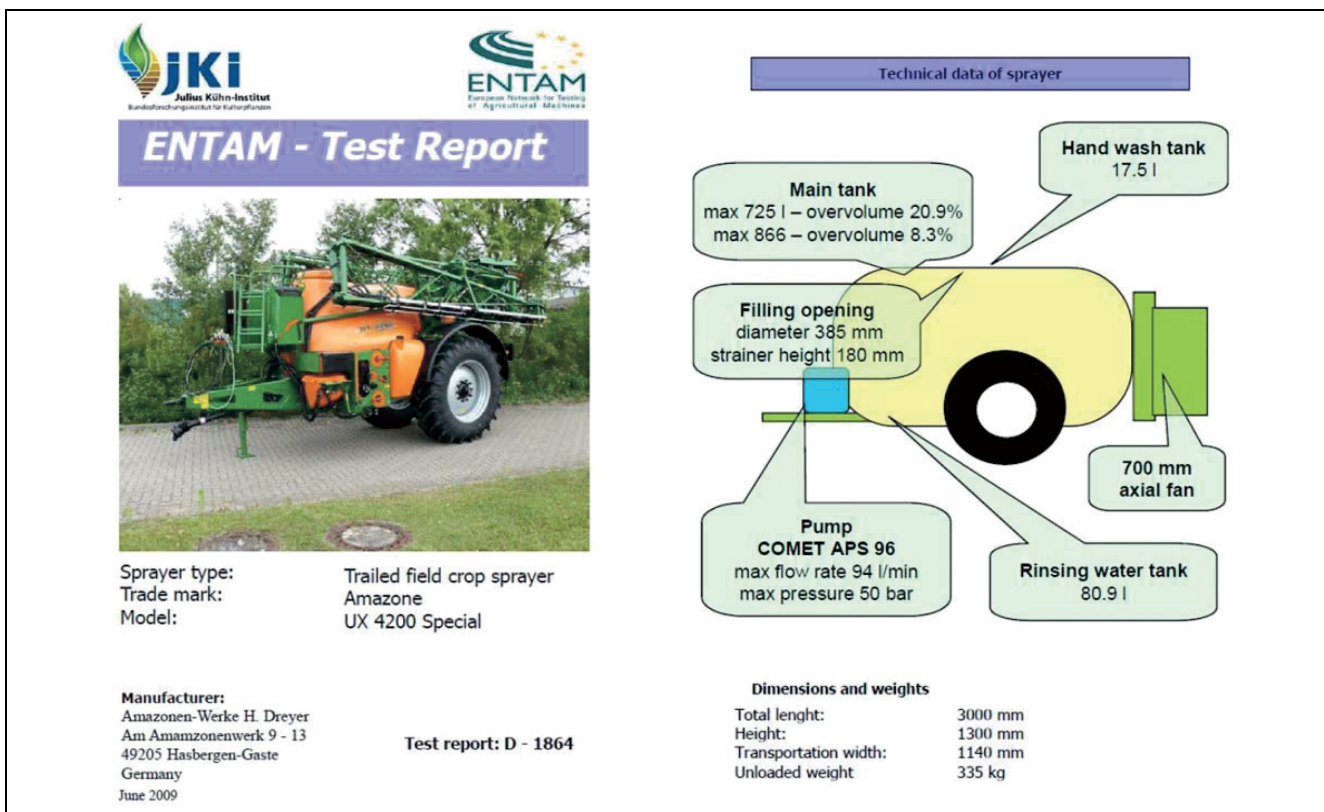 JKi
Julius Kühn-Institut
Bundesforschungsinstitut für Kulturpflanzen
ENTAM
European Network for Testing
of Agricultural Machines
ENTAM - Test Report
Sprayer type: Trailed field crop sprayer
Trade mark: Amazone
Model: UX 4200 Special
Manufacturer:
Amazonen-Werke H. Dreyer
Am Amamzonenwerk 9 - 13
49205 Hasbergen-Gaste
Germany
June 2009
Test report: D - 1864
Technical data of sprayer
Hand wash tank
17.5 l
Main tank
max 725 l – overvolume 20.9%
max 866 – overvolume 8.3%
Filling opening
diameter 385 mm
strainer height 180 mm
700 mm
axial fan
Pump
COMET APS 96
max flow rate 94 l/min
max pressure 50 bar
Rinsing water tank
80.9 l
Dimensions and weights
Total lenght: 3000 mm
Height: 1300 mm
Transportation width: 1140 mm
Unloaded weight 335 kg